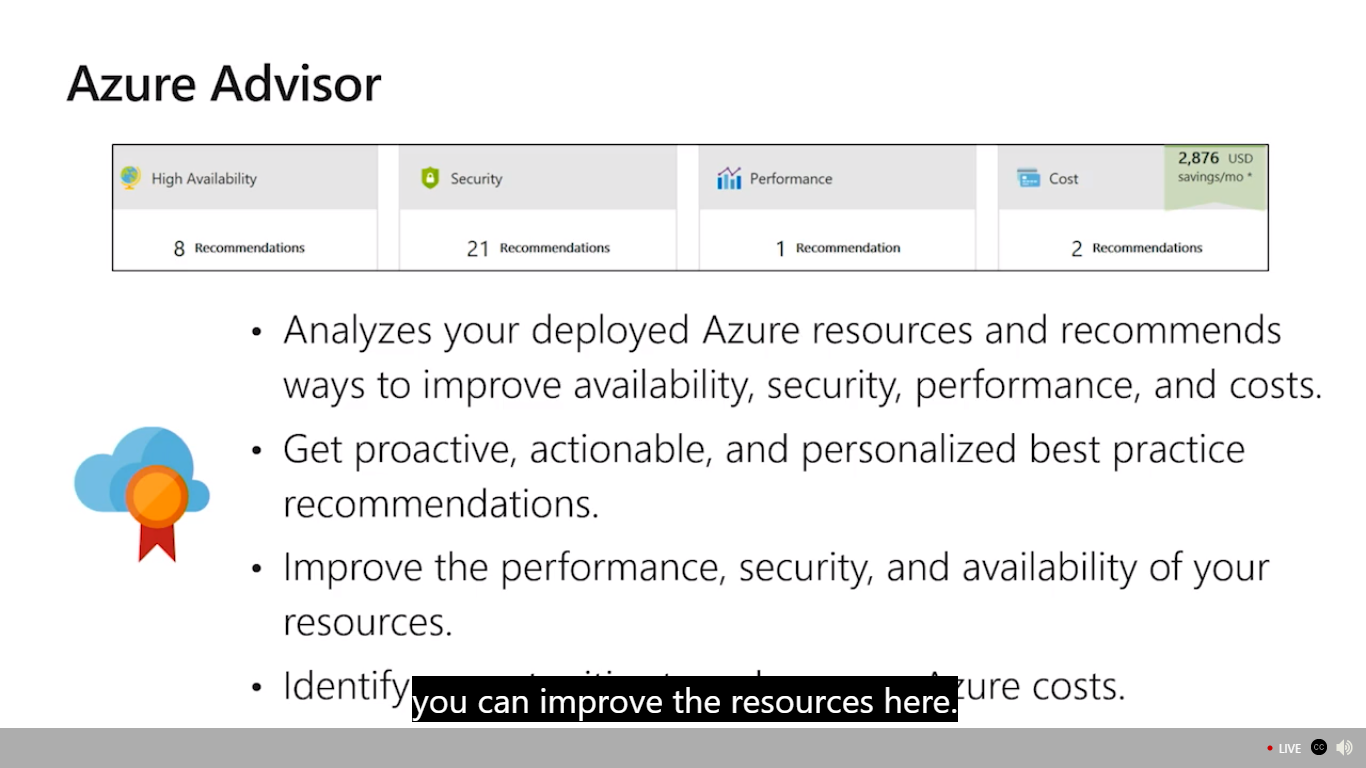 Azure Advisor
High Availability
Security
Performance
Cost
2,876 USD
savings/mo *
8 Recommendations
21 Recommendations
1 Recommendation
2 Recommendations
• Analyzes your deployed Azure resources and recommends
ways to improve availability, security, performance, and costs.
• Get proactive, actionable, and personalized best practice
recommendations.
• Improve the performance, security, and availability of your
resources.
• Identify Azure costs.
you can improve the resources here.
• LIVE CC